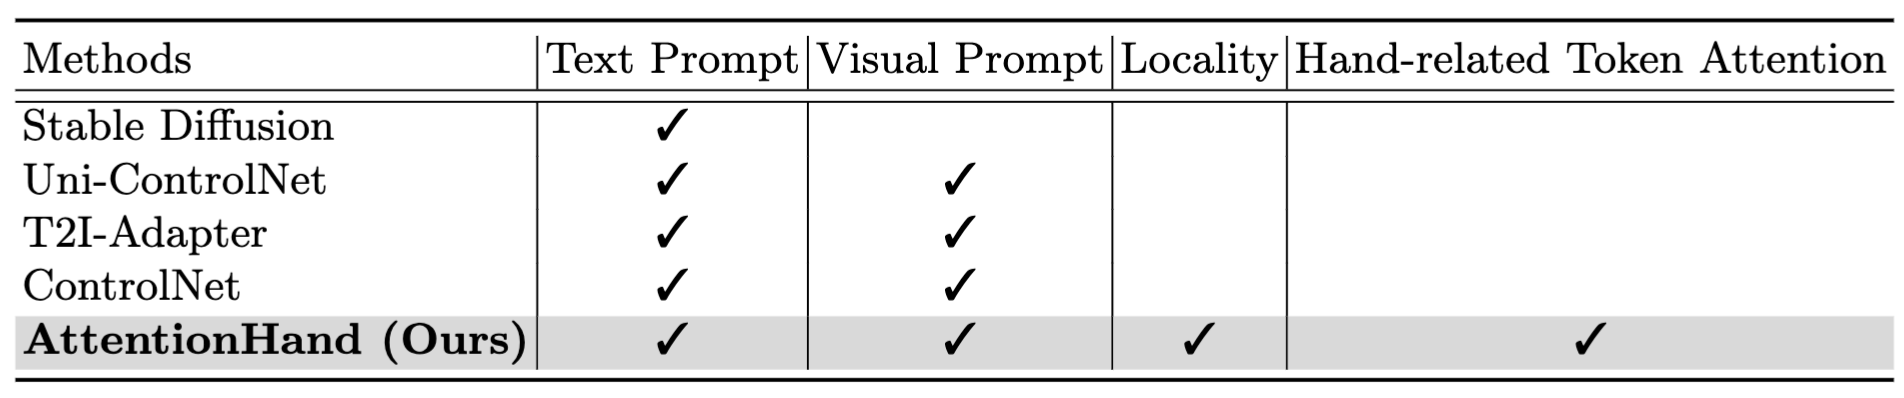 Methods Text Prompt Visual Prompt Locality Hand-related Token Attention
Stable Diffusion ✓
Uni-ControlNet ✓ ✓
T2I-Adapter ✓ ✓
ControlNet ✓ ✓
AttentionHand (Ours) ✓ ✓ ✓ ✓